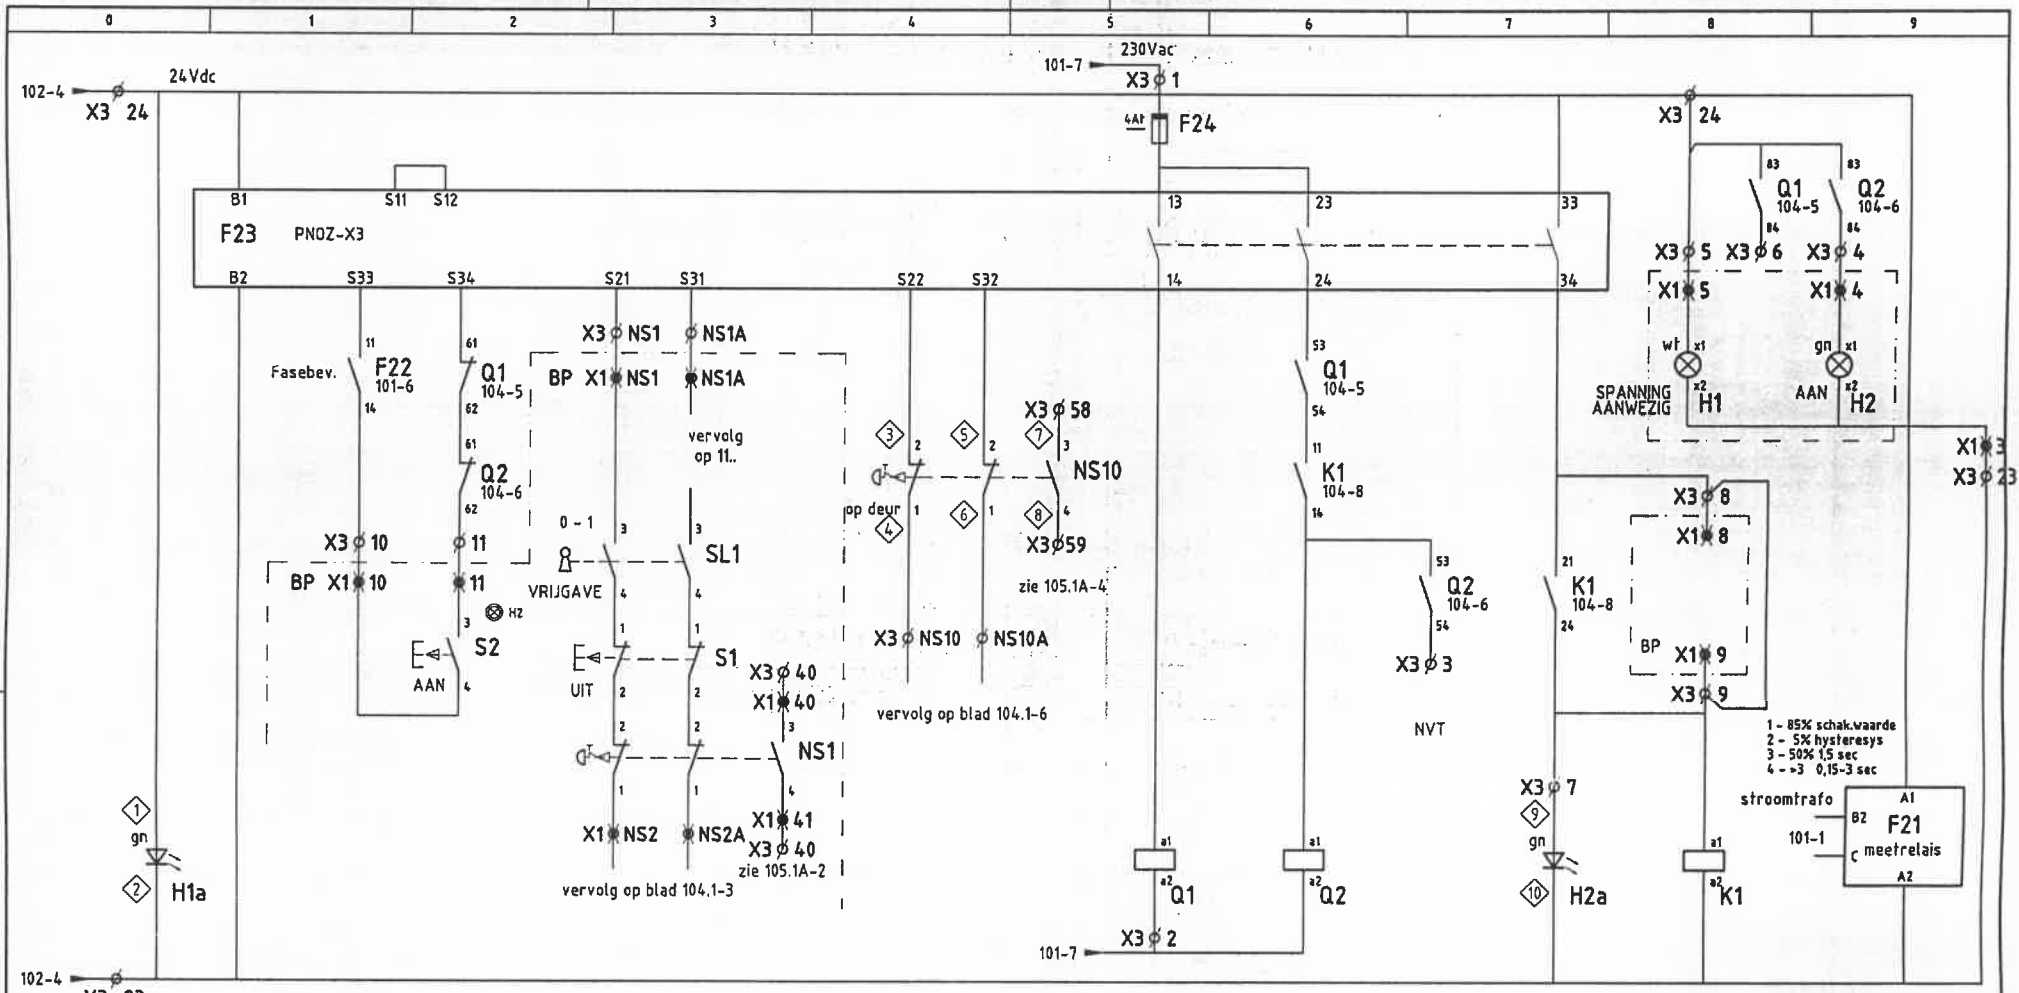 0 1 2 3 4 5 6 7 8 9
230Vac
101-7
X3 1
24Vdc
102-4
X3 24
X3 24
4At F24
83 83
Q1 Q2
104-5 104-6
84 84
B1 S11 S12 13 23 33
F23 PNOZ-X3
B2 S33 S34 S21 S31 S22 S32 14 24 34
X3 5 X3 6 X3 4
X1 5 X1 4
X3 NS1 NS1A
BP X1 NS1 NS1A
11 61 53
Fasebev. F22 Q1 Q1
101-6 104-5 104-5
14 62 54
wt x1 gn x1
SPANNING x2 AAN x2
AANWEZIG H1 H2
vervolg
op 11..
X3 58
3 5 7
2 2 3
61 11
Q2 NS10 K1
104-6 104-8
62 14
X1 3
X3 23
op deur
1 1 4
4 6 8
X3 59
zie 105.1A-4
X3 8
X1 8
0 - 1
3 3
SL1
VRIJGAVE
4 4
X3 10 11
BP X1 10 11
H2
3
S2
AAN
4
53
Q2
104-6
54
X3 3
21
K1
104-8
24
BP
X1 9
X3 9
1 1
S1
UIT
2 2
X3 NS10 NS10A
X3 40
X1 40
vervolg op blad 104.1-6
NVT
2 2 3
NS1
1 1 4
1 - 85% schak.waarde
2 - 5% hysteresys
3 - 50% 1,5 sec
4 - >3 0,15-3 sec
X3 7
9
gn
10
H2a
stroomtrafo
101-1
A1
B2
F21
C meetrelais
A2
X1 NS2 NS2A
X1 41
X3 40
zie 105.1A-2
vervolg op blad 104.1-3
1
gn
2
H1a
a1 a1 a1
a2 a2 a2
Q1 Q2 K1
X3 2
101-7
102-4